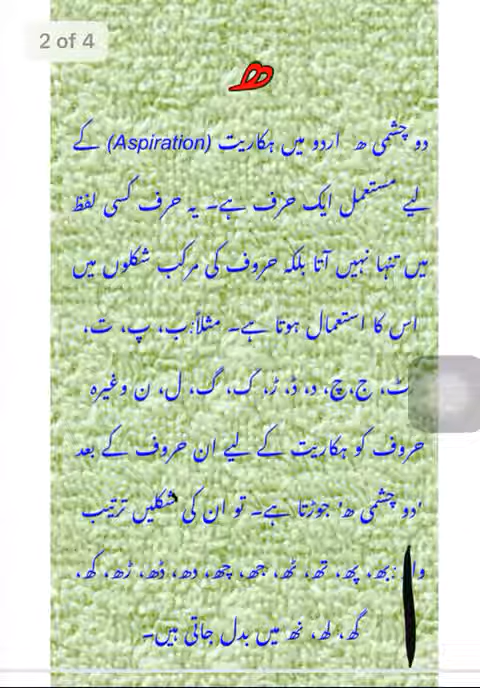 2 of 4
ھ
دو چشمی ھ اردو میں ہکاریت (Aspiration) کے
لیے مستعمل ایک حرف ہے۔ یہ حرف کسی لفظ
میں تنہا نہیں آتا بلکہ حروف کی مرکب شکلوں میں
اس کا استعمال ہوتا ہے۔ مثلاً: ب، پ، ت،
ٹ، ج، چ، د، ڈ، ڑ، ک، گ، ل، ن وغیرہ
حروف کو ہکاریت کے لیے ان حروف کے بعد
'دو چشمی ھ' جوڑتا ہے۔ تو ان کی شکلیں ترتیب
بھ، پھ، تھ، ٹھ، جھ، چھ، دھ، ڈھ، ڑھ، کھ،
گھ، لھ، نھ میں بدل جاتی ہیں۔